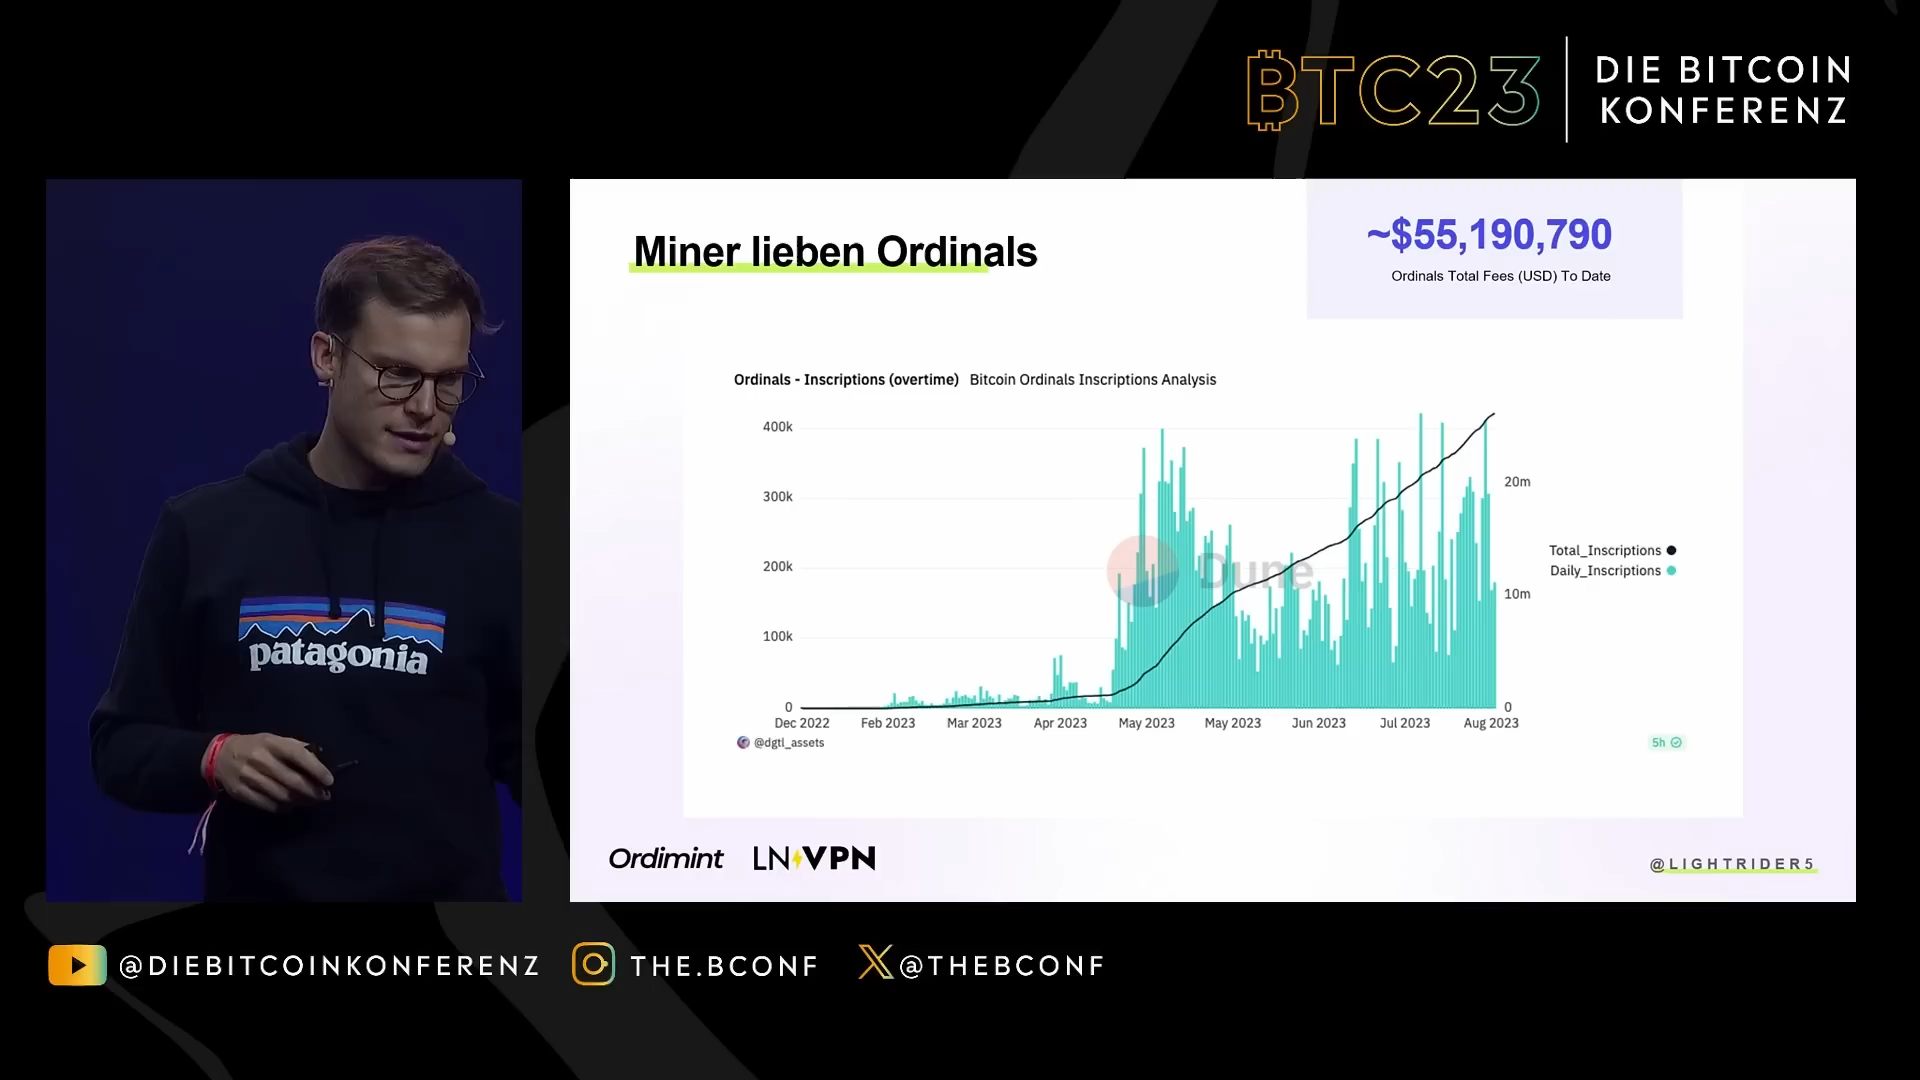 BTC23
DIE BITCOIN
KONFERENZ
Miner lieben Ordinals
~$55,190,790
Ordinals Total Fees (USD) To Date
Ordinals - Inscriptions (overtime) Bitcoin Ordinals Inscriptions Analysis
400k
300k
200k
100k
0
20m
10m
0
Dune
Total_Inscriptions
Daily_Inscriptions
Dec 2022 Feb 2023 Mar 2023 Apr 2023 May 2023 May 2023 Jun 2023 Jul 2023 Aug 2023
@dgtl_assets
5h
Ordimint LN VPN
@LIGHTRIDER5
patagonia
@DIEBITCOINKONFERENZ THE.BCONF @THEBCONF